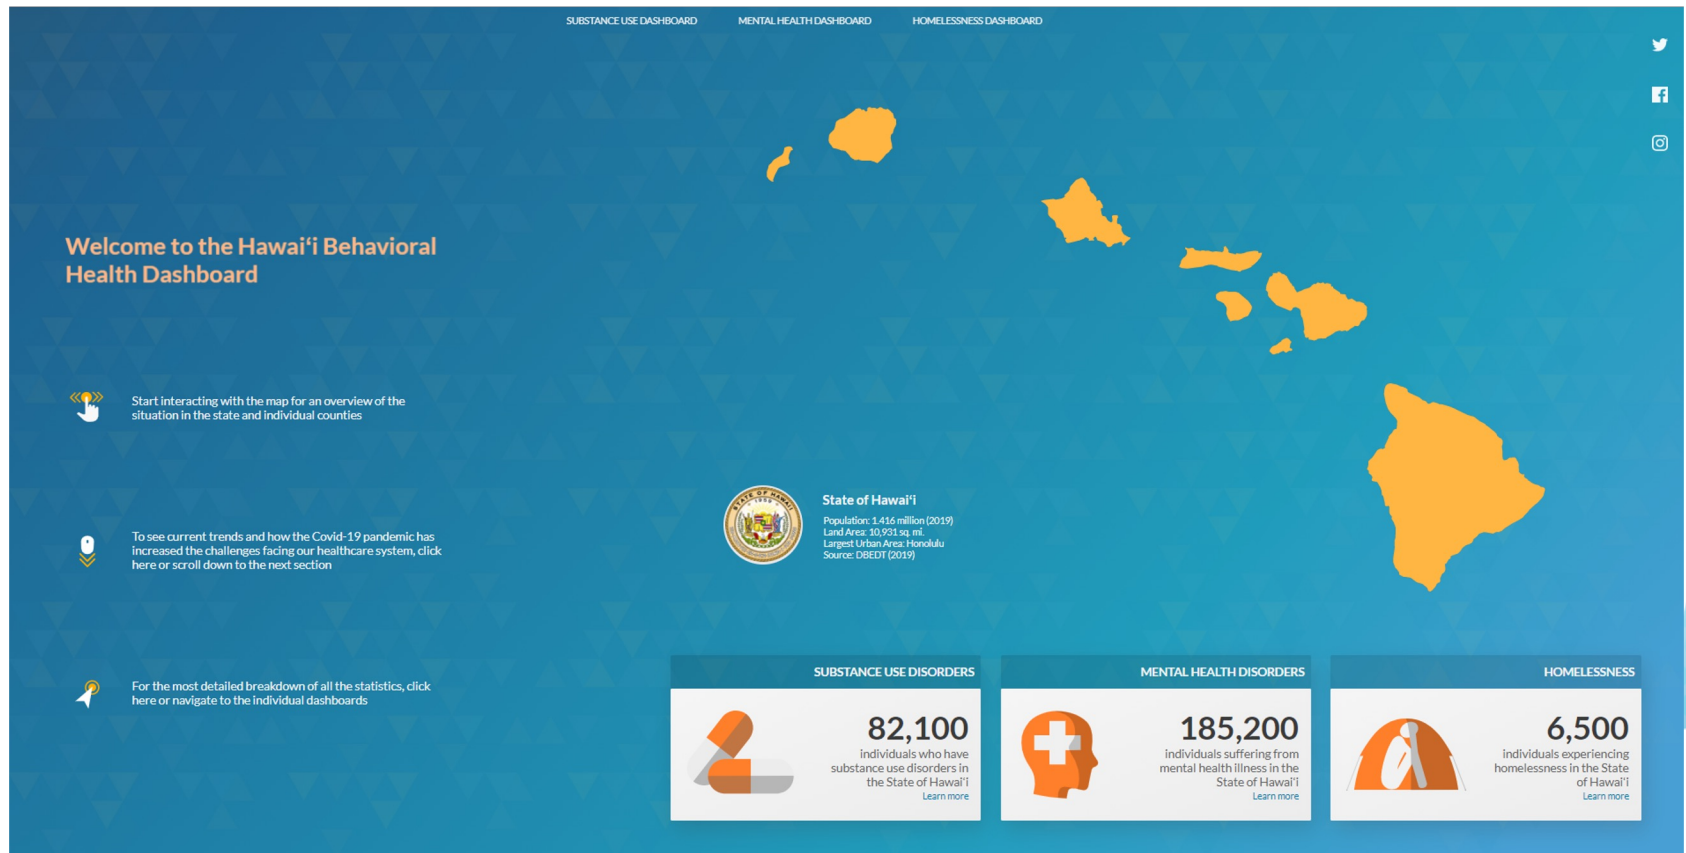 SUBSTANCE USE DASHBOARD
MENTAL HEALTH DASHBOARD
HOMELESSNESS DASHBOARD
Welcome to the Hawaiʻi Behavioral
Health Dashboard
Start interacting with the map for an overview of the
situation in the state and individual counties
To see current trends and how the Covid-19 pandemic has
increased the challenges facing our healthcare system, click
here or scroll down to the next section
For the most detailed breakdown of all the statistics, click
here or navigate to the individual dashboards
STATE OF HAWAII
1959
State of Hawaiʻi
Population: 1.416 million (2019)
Land Area: 10,931 sq. mi.
Largest Urban Area: Honolulu
Source: DBEDT (2019)
SUBSTANCE USE DISORDERS
82,100
individuals who have
substance use disorders in
the State of Hawaiʻi
Learn more
MENTAL HEALTH DISORDERS
185,200
individuals suffering from
mental health illness in the
State of Hawaiʻi
Learn more
HOMELESSNESS
6,500
individuals experiencing
homelessness in the State
of Hawaiʻi
Learn more